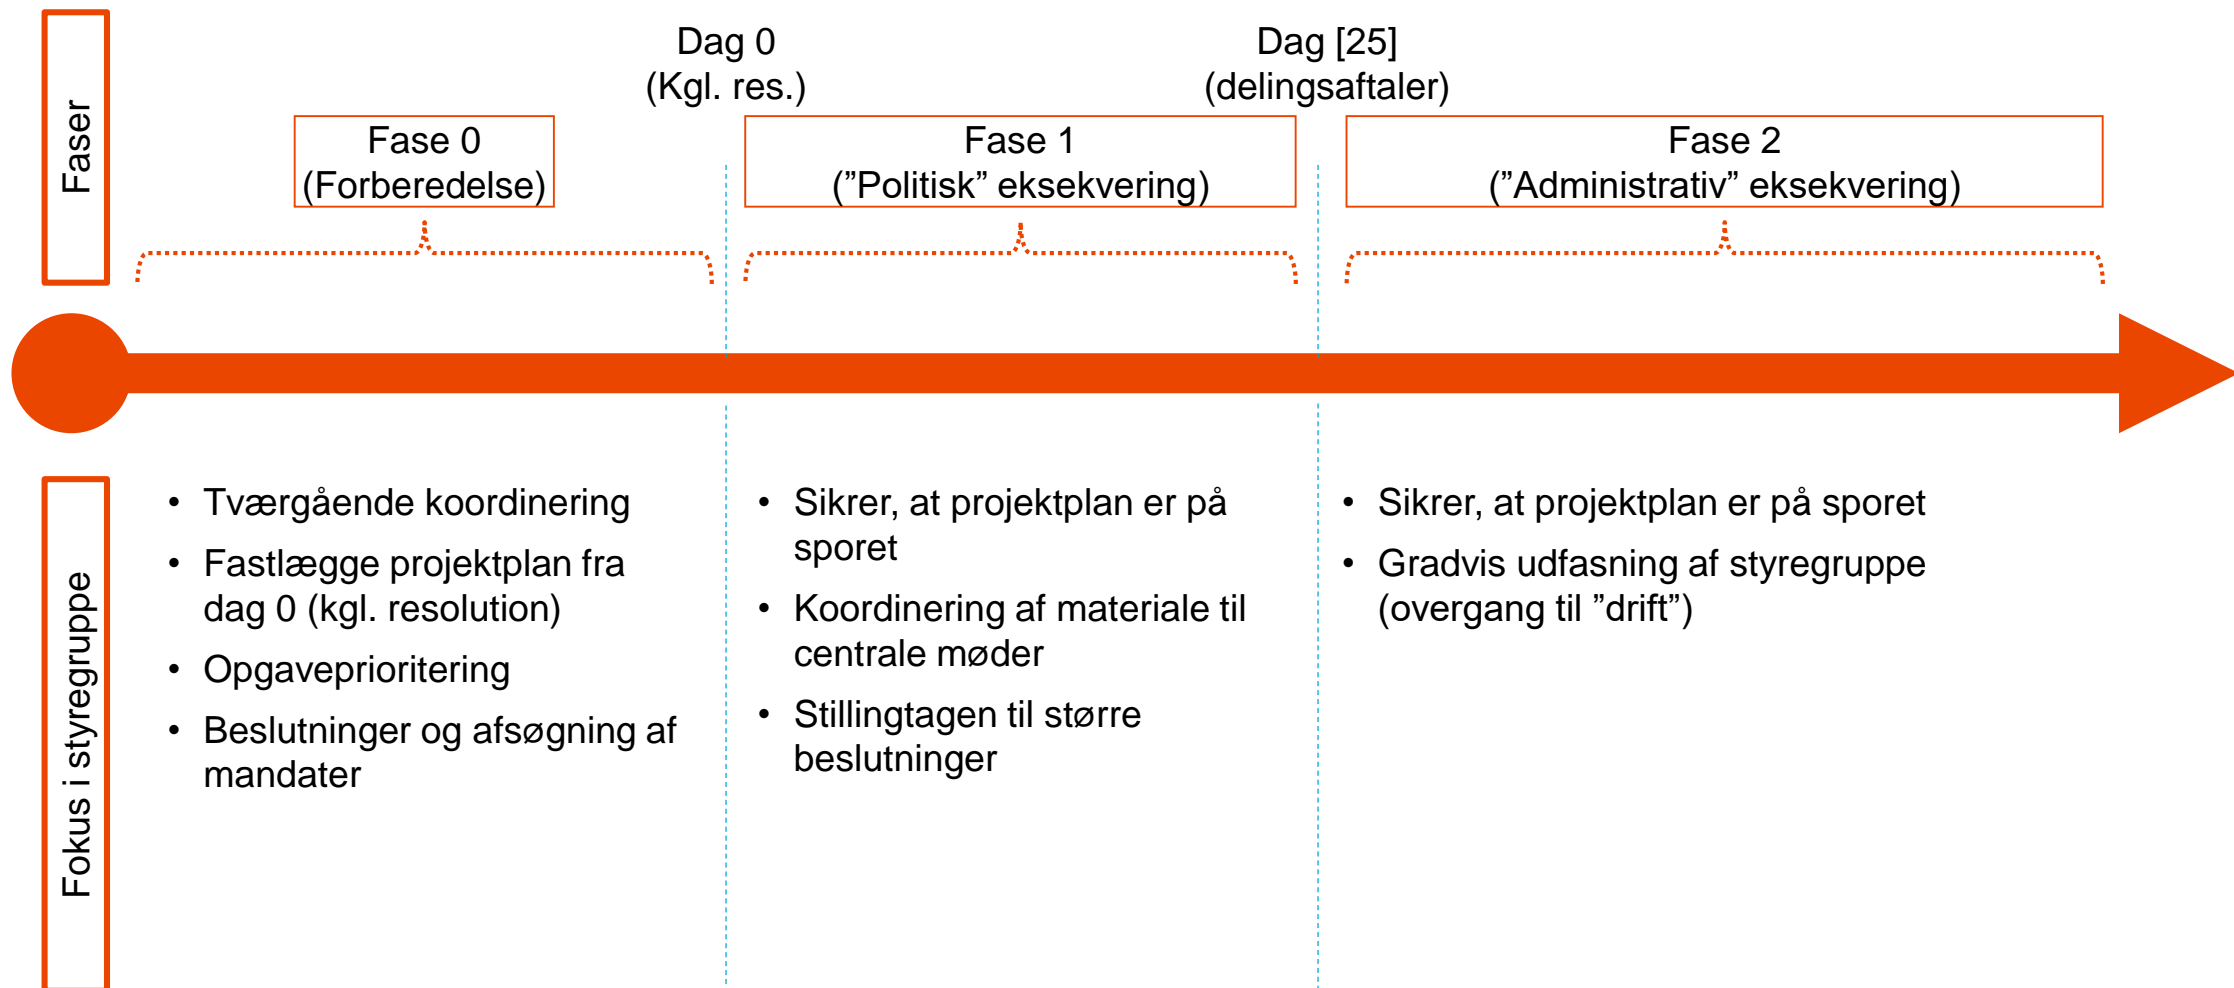 Faser
Dag 0
(Kgl. res.)
Dag [25]
(delingsaftaler)
Fase 0
(Forberedelse)
Fase 1
(”Politisk” eksekvering)
Fase 2
(”Administrativ” eksekvering)
Fokus i styregruppe
• Tværgående koordinering
• Fastlægge projektplan fra
dag 0 (kgl. resolution)
• Opgaveprioritering
• Beslutninger og afsøgning af
mandater
• Sikrer, at projektplan er på
sporet
• Koordinering af materiale til
centrale møder
• Stillingtagen til større
beslutninger
• Sikrer, at projektplan er på sporet
• Gradvis udfasning af styregruppe
(overgang til ”drift”)